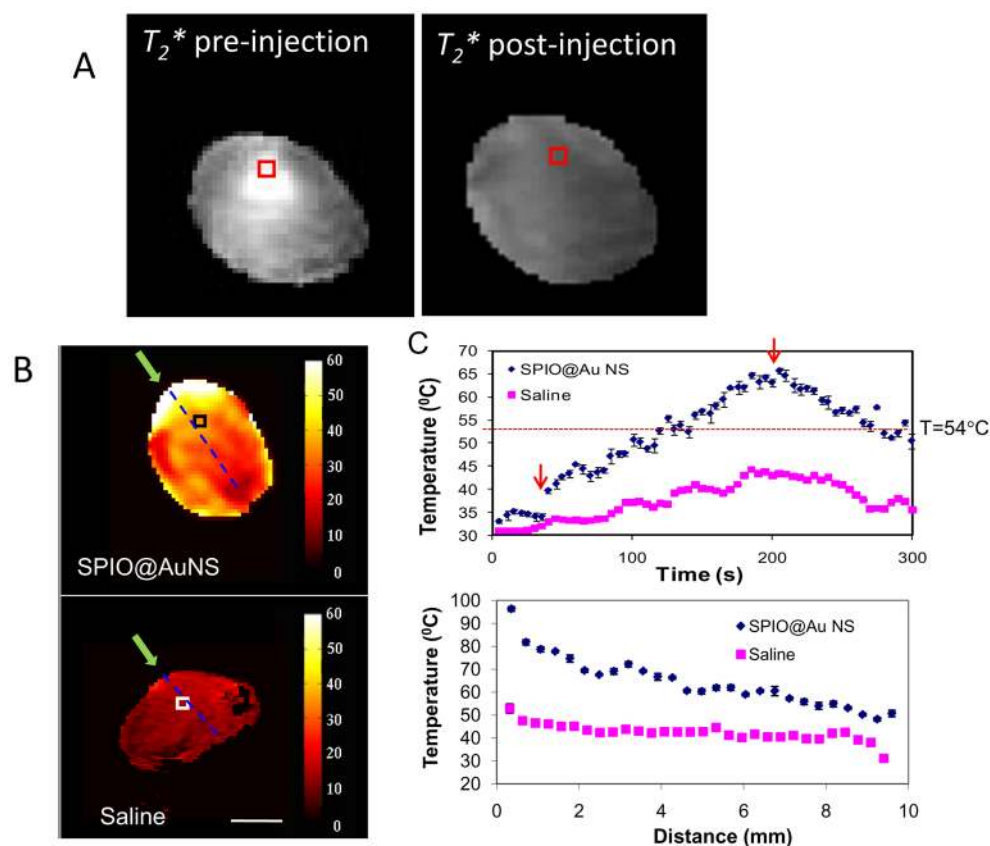 A
T2* pre-injection
T2* post-injection
B
60
50
40
30
20
10
0
SPIO@AuNS
60
50
40
30
20
10
0
Saline
C
Temperature (⁰C)
70
65
60
55
50
45
40
35
30
SPIO@Au NS
Saline
T=54°C
0
100
200
300
Time (s)
Temperature (⁰C)
100
90
80
70
60
50
40
30
20
SPIO@Au NS
Saline
0
2
4
6
8
10
Distance (mm)